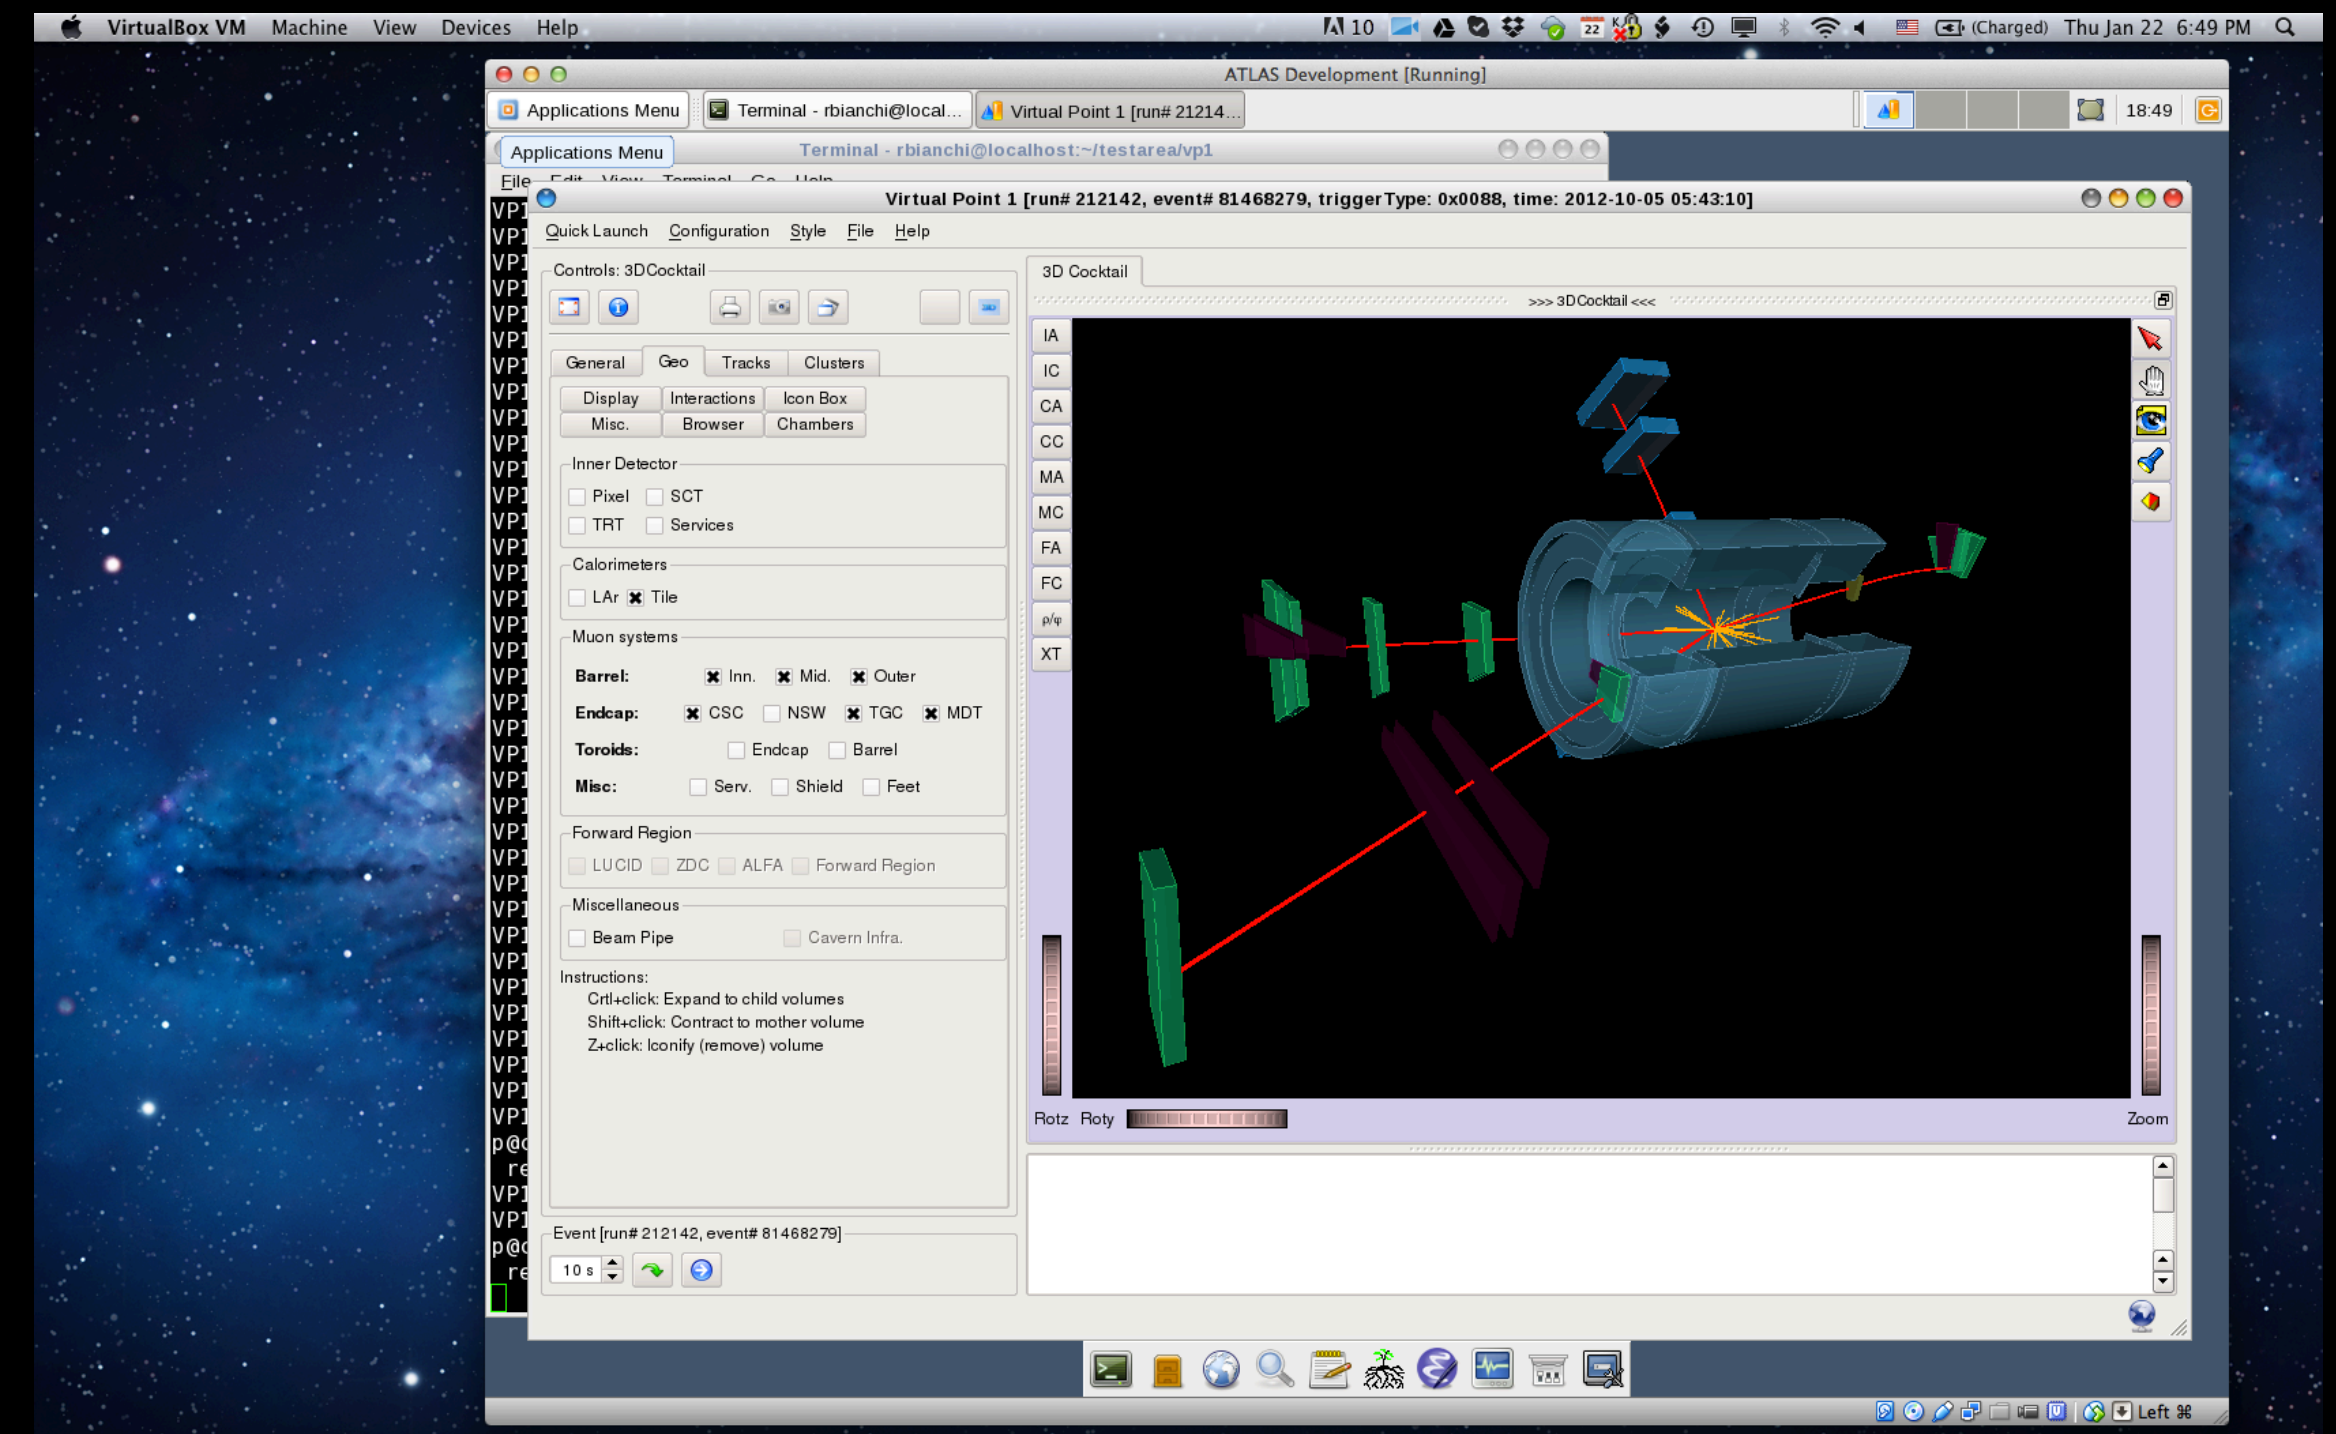 VirtualBox VM Machine View Devices Help 10 22 (Charged) Thu Jan 22 6:49 PM
ATLAS Development [Running]
Applications Menu Terminal - rbianchi@local... Virtual Point 1 [run# 21214... 18:49
Applications Menu Terminal - rbianchi@localhost:~/testarea/vp1
File Edit View Terminal Go Help
Virtual Point 1 [run# 212142, event# 81468279, triggerType: 0x0088, time: 2012-10-05 05:43:10]
Quick Launch Configuration Style File Help
Controls: 3DCocktail
General Geo Tracks Clusters
Display Interactions Icon Box
Misc. Browser Chambers
Inner Detector
Pixel SCT
TRT Services
Calorimeters
LAr Tile
Muon systems
Barrel: Inn. Mid. Outer
Endcap: CSC NSW TGC MDT
Toroids: Endcap Barrel
Misc: Serv. Shield Feet
Forward Region
LUCID ZDC ALFA Forward Region
Miscellaneous
Beam Pipe Cavern Infra.
Instructions:
Crtl+click: Expand to child volumes
Shift+click: Contract to mother volume
Z+click: Iconify (remove) volume
Event [run# 212142, event# 81468279]
10 s
3D Cocktail
>>> 3DCocktail <<<
IA
IC
CA
CC
MA
MC
FA
FC
ρ/φ
XT
Rotz Roty Zoom
Left ⌘